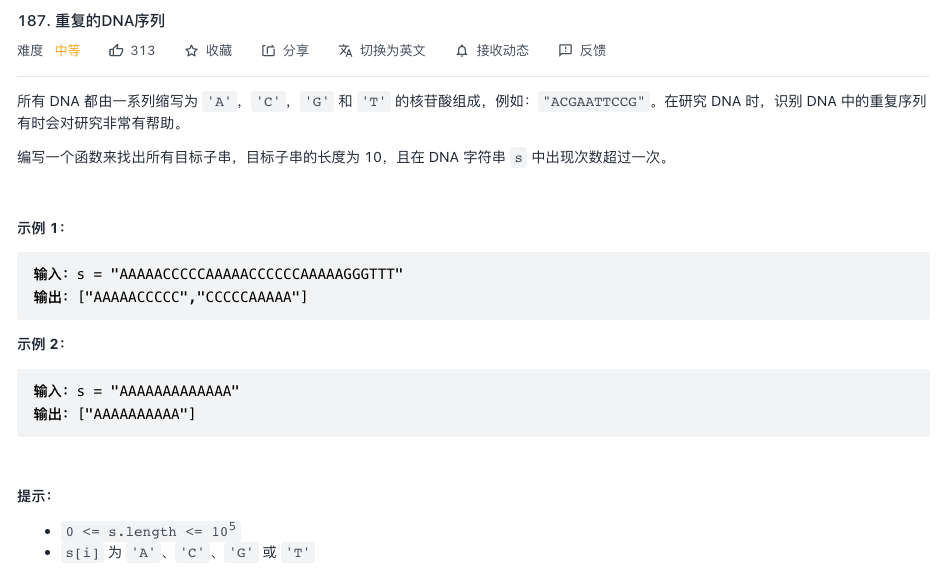 187. 重复的DNA序列
难度 中等 313 收藏 分享 切换为英文 接收动态 反馈
所有 DNA 都由一系列缩写为 'A'，'C'，'G' 和 'T' 的核苷酸组成，例如："ACGAATTCCG"。在研究 DNA 时，识别 DNA 中的重复序列
有时会对研究非常有帮助。
编写一个函数来找出所有目标子串，目标子串的长度为 10，且在 DNA 字符串 s 中出现次数超过一次。
示例 1：
输入：s = "AAAAACCCCCAAAAACCCCCCAAAAAGGGTTT"
输出：["AAAAACCCCC","CCCCCAAAAA"]
示例 2：
输入：s = "AAAAAAAAAAAAA"
输出：["AAAAAAAAAA"]
提示：
• 0 <= s.length <= 10⁵
• s[i] 为 'A'、'C'、'G' 或 'T'